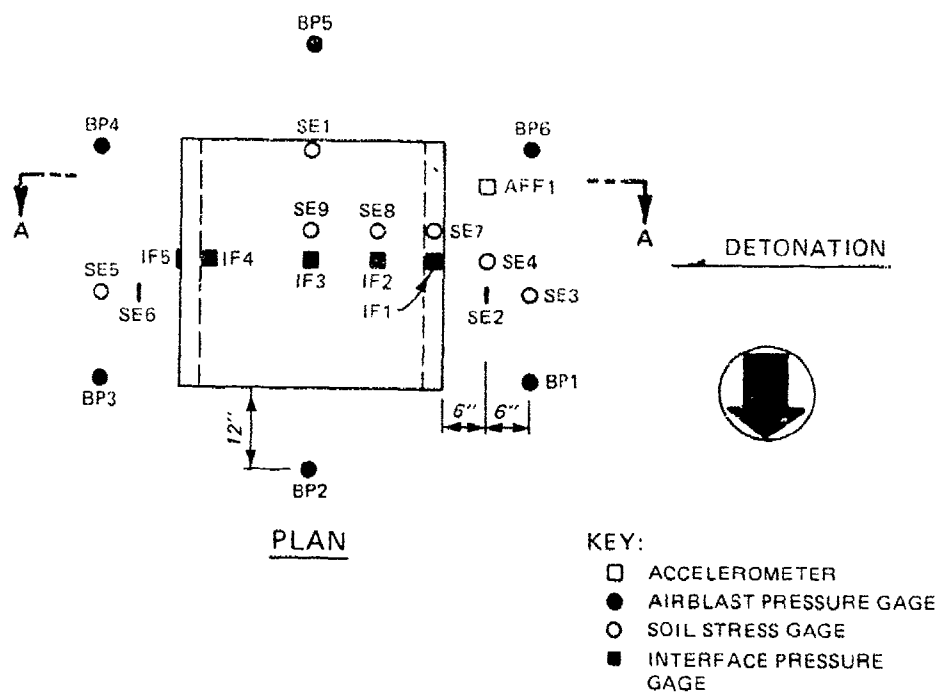 BP5
BP4
SE1
BP6
AFF1
A
SE9
SE8
SE7
A
DETONATION
IF5
IF4
SE4
SE5
IF3
IF2
IF1
SE3
SE6
SE2
BP3
BP1
6"
6"
12"
BP2
PLAN
KEY:
ACCELEROMETER
AIRBLAST PRESSURE GAGE
SOIL STRESS GAGE
INTERFACE PRESSURE
GAGE